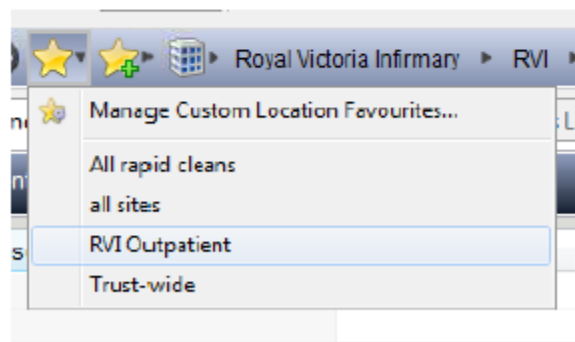 Royal Victoria Infirmary RVI
Manage Custom Location Favourites...
All rapid cleans
all sites
RVI Outpatient
Trust-wide